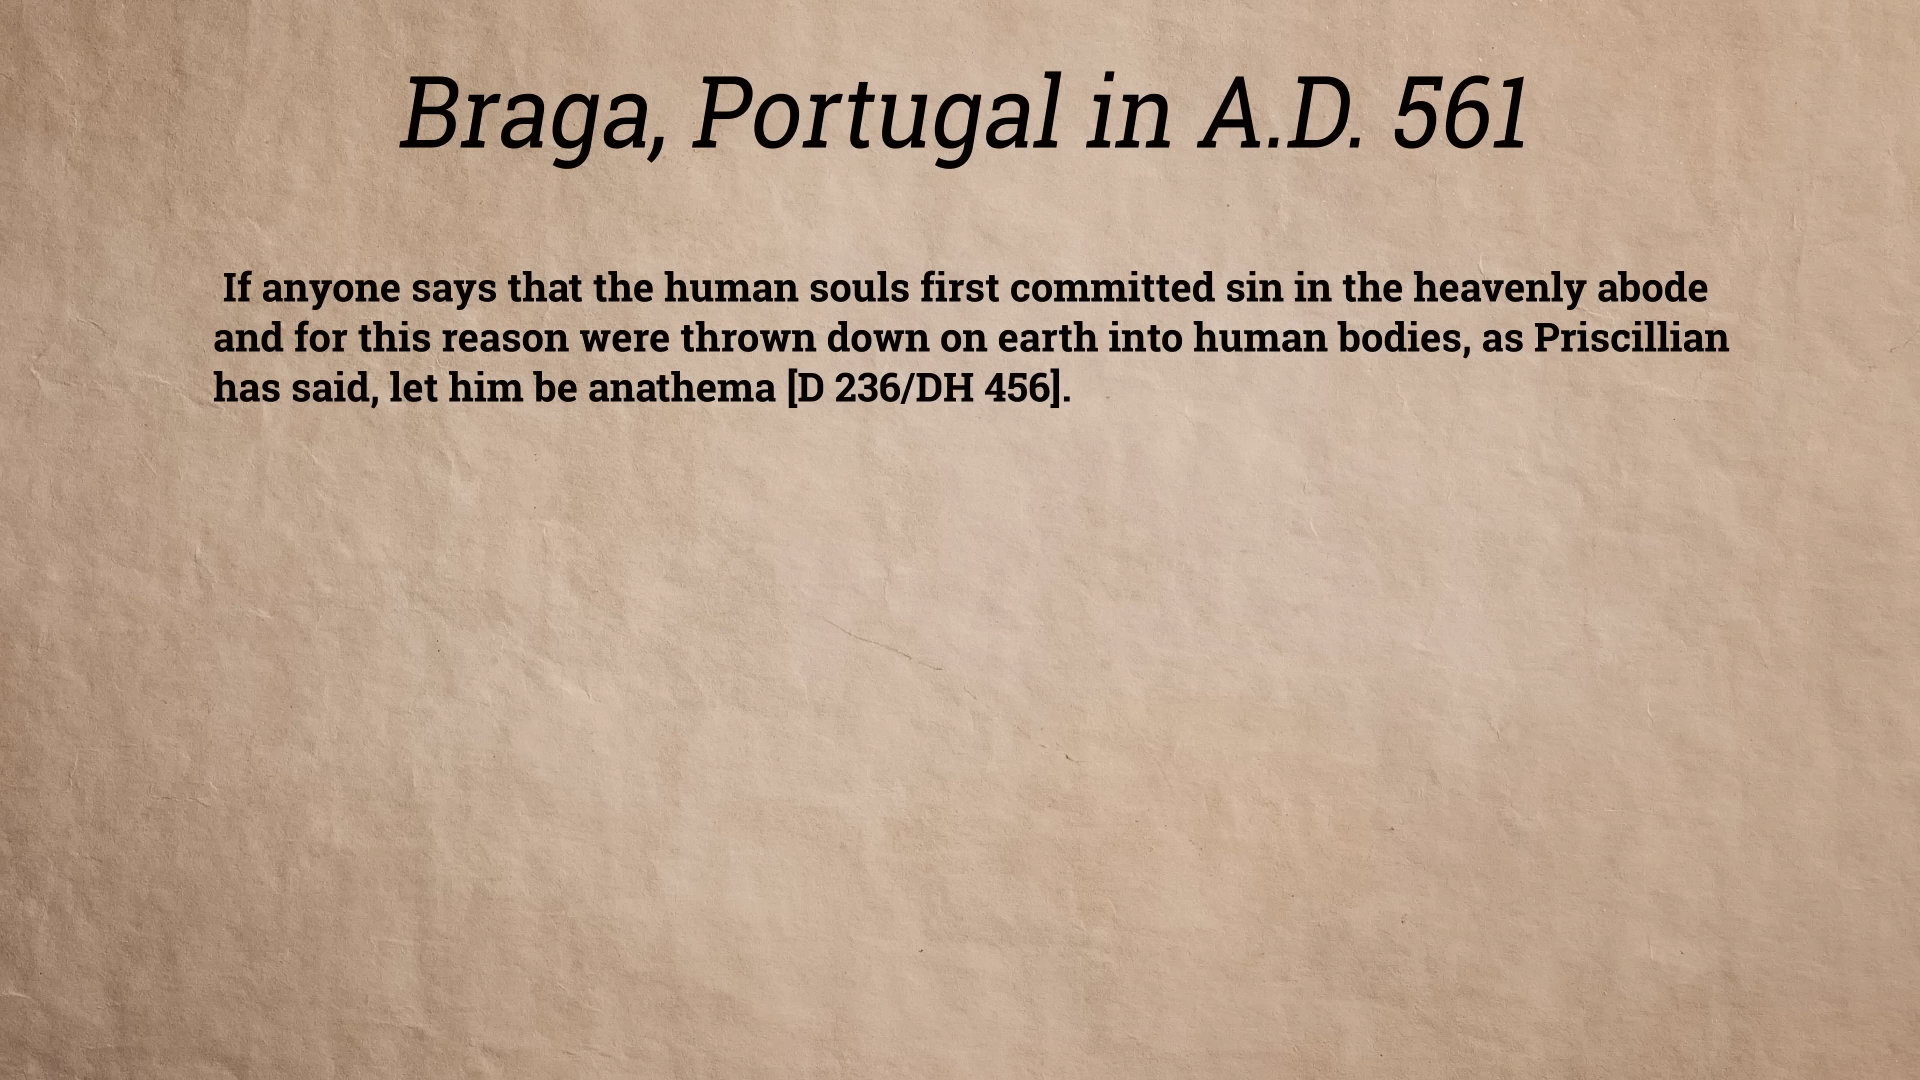 Braga, Portugal in A.D. 561
If anyone says that the human souls first committed sin in the heavenly abode
and for this reason were thrown down on earth into human bodies, as Priscillian
has said, let him be anathema [D 236/DH 456].